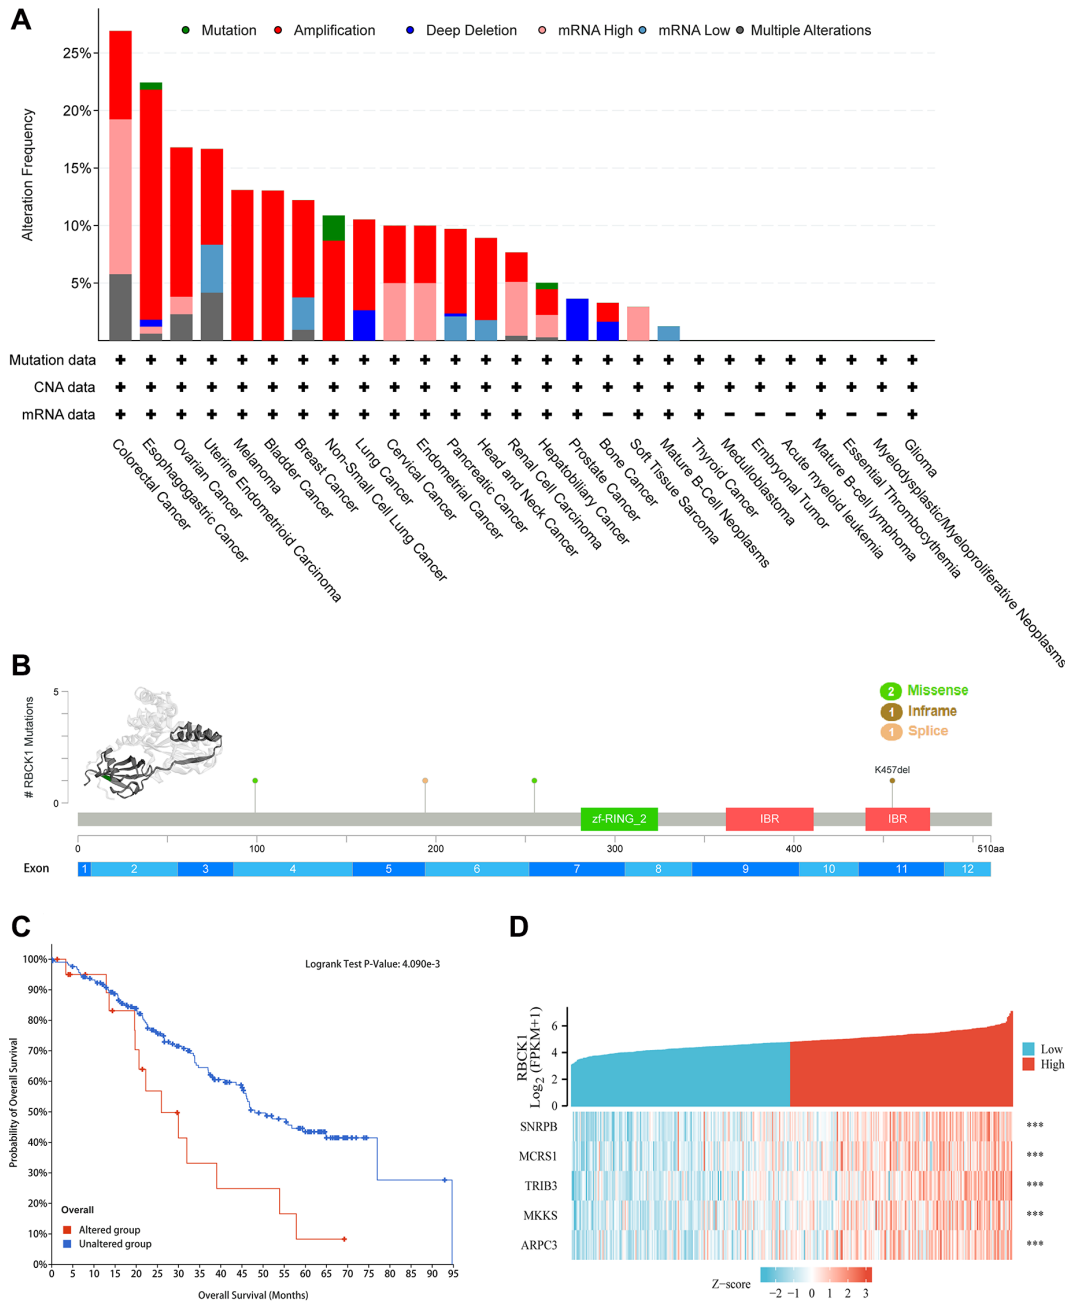 A
Mutation Amplification Deep Deletion mRNA High mRNA Low Multiple Alterations
25%
20%
15%
10%
5%
Alteration Frequency
Mutation data + + + + + + + + + + + + + + + + + + + + + + + + + + +
CNA data + + + + + + + + + + + + + + + + + + + + + + + + + + +
mRNA data + + + + + + + + + + + + + + + + − + + + − − − + − − +
Colorectal Cancer
Esophagogastric Cancer
Ovarian Cancer
Uterine Endometrioid Carcinoma
Melanoma
Bladder Cancer
Breast Cancer
Non-Small Cell Lung Cancer
Lung Cancer
Cervical Cancer
Endometrial Cancer
Pancreatic Cancer
Head and Neck Cancer
Renal Cell Carcinoma
Hepatobiliary Cancer
Prostate Cancer
Bone Cancer
Soft Tissue Sarcoma
Mature B-Cell Neoplasms
Thyroid Cancer
Medulloblastoma
Embryonal Tumor
Acute myeloid leukemia
Mature B-cell lymphoma
Essential Thrombocythemia
Myelodysplastic/Myeloproliferative Neoplasms
Glioma
B
# RBCK1 Mutations
5
0
2 Missense
1 Inframe
1 Splice
K457del
zf-RING_2 IBR IBR
0 100 200 300 400 510aa
Exon 1 2 3 4 5 6 7 8 9 10 11 12
C
Logrank Test P-Value: 4.090e-3
100%
90%
80%
70%
60%
50%
40%
30%
20%
10%
0%
Probability of Overall Survival
Overall
Altered group
Unaltered group
0 5 10 15 20 25 30 35 40 45 50 55 60 65 70 75 80 85 90 95
Overall Survival (Months)
D
RBCK1
Log2 (FPKM+1)
6
4
2
0
Low
High
SNRPB ***
MCRS1 ***
TRIB3 ***
MKKS ***
ARPC3 ***
Z−score
−2 −1 0 1 2 3